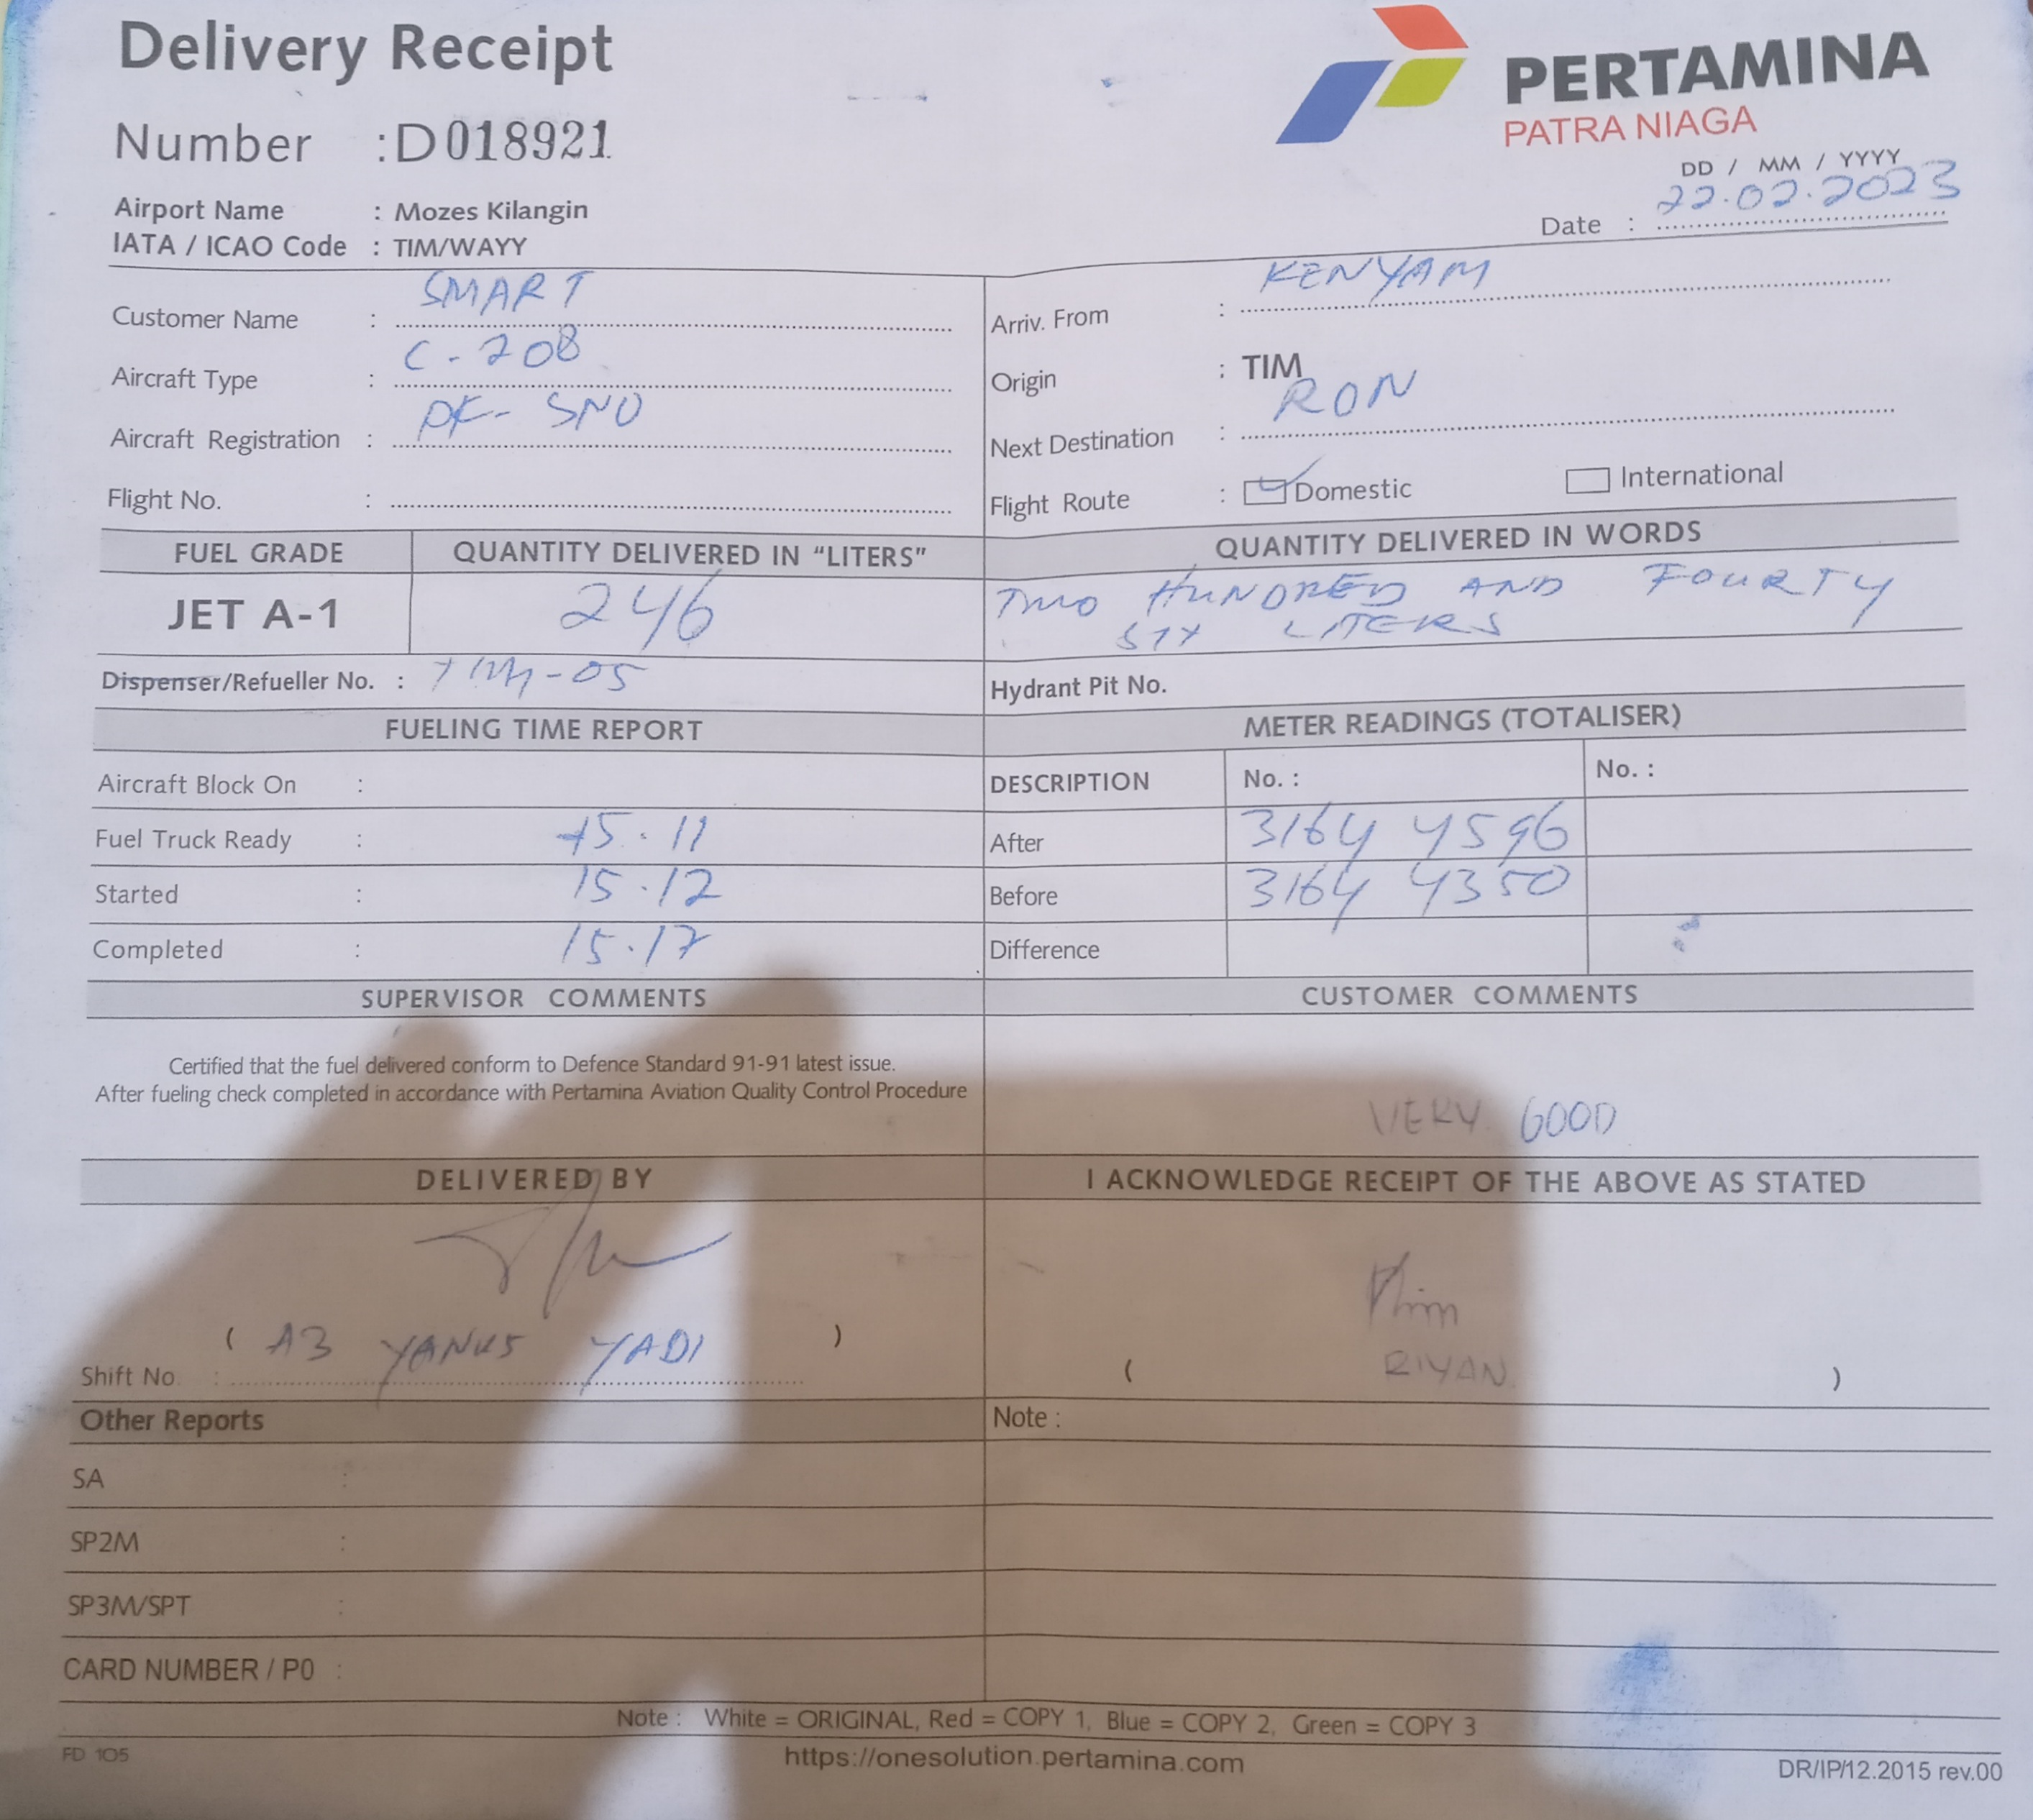 Delivery Receipt
PERTAMINA
PATRA NIAGA
Number : D018921
DD / MM / YYYY
Date : 22.02.2023
Airport Name : Mozes Kilangin
IATA / ICAO Code : TIM/WAYY
Customer Name : SMART
Aircraft Type : C-208
Aircraft Registration : PK-SNU
Flight No. :
Arriv. From : KENYAM
Origin : TIM
Next Destination : RON
Flight Route : Domestic International
FUEL GRADE QUANTITY DELIVERED IN “LITERS” QUANTITY DELIVERED IN WORDS
JET A-1 246 TWO HUNDRED AND FOURTY
SIX LITERS
Dispenser/Refueller No. : TIM-05 Hydrant Pit No.
FUELING TIME REPORT
Aircraft Block On :
Fuel Truck Ready : 15.11
Started : 15.12
Completed : 15.17
METER READINGS (TOTALISER)
DESCRIPTION No. : No. :
After 3164 4596
Before 3164 4350
Difference
SUPERVISOR COMMENTS
Certified that the fuel delivered conform to Defence Standard 91-91 latest issue.
After fueling check completed in accordance with Pertamina Aviation Quality Control Procedure
CUSTOMER COMMENTS
VERY GOOD
DELIVERED BY
( A3 YANUS YADI )
Shift No. :
I ACKNOWLEDGE RECEIPT OF THE ABOVE AS STATED
( RIYAN )
Other Reports
SA :
SP2M :
SP3M/SPT :
CARD NUMBER / P0 :
Note :
Note : White = ORIGINAL, Red = COPY 1, Blue = COPY 2, Green = COPY 3
FD 105 https://onesolution.pertamina.com DR/IP/12.2015 rev.00